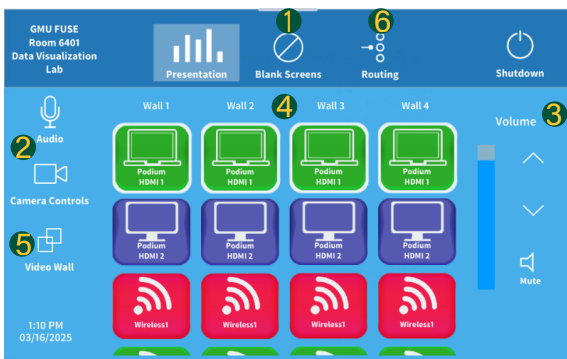 GMU FUSE
Room 6401
Data Visualization
Lab
1
6
Presentation
Blank Screens
Routing
Shutdown
Audio
2
Camera Controls
5
Video Wall
1:10 PM
03/16/2025
Wall 1
Wall 2
4
Wall 3
Wall 4
Podium
HDMI 1
Podium
HDMI 1
Podium
HDMI 1
Podium
HDMI 1
Podium
HDMI 2
Podium
HDMI 2
Podium
HDMI 2
Podium
HDMI 2
Wireless1
Wireless1
Wireless1
Wireless1
Volume
3
Mute